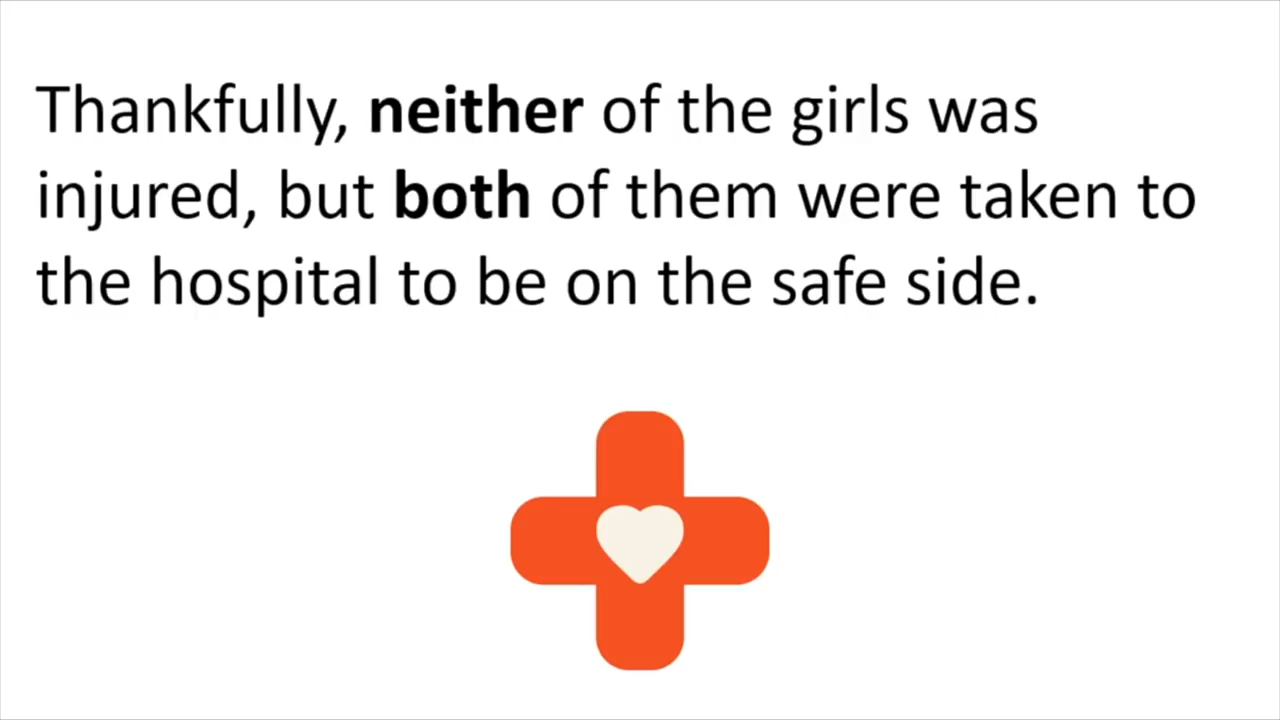 Thankfully, neither of the girls was
injured, but both of them were taken to
the hospital to be on the safe side.